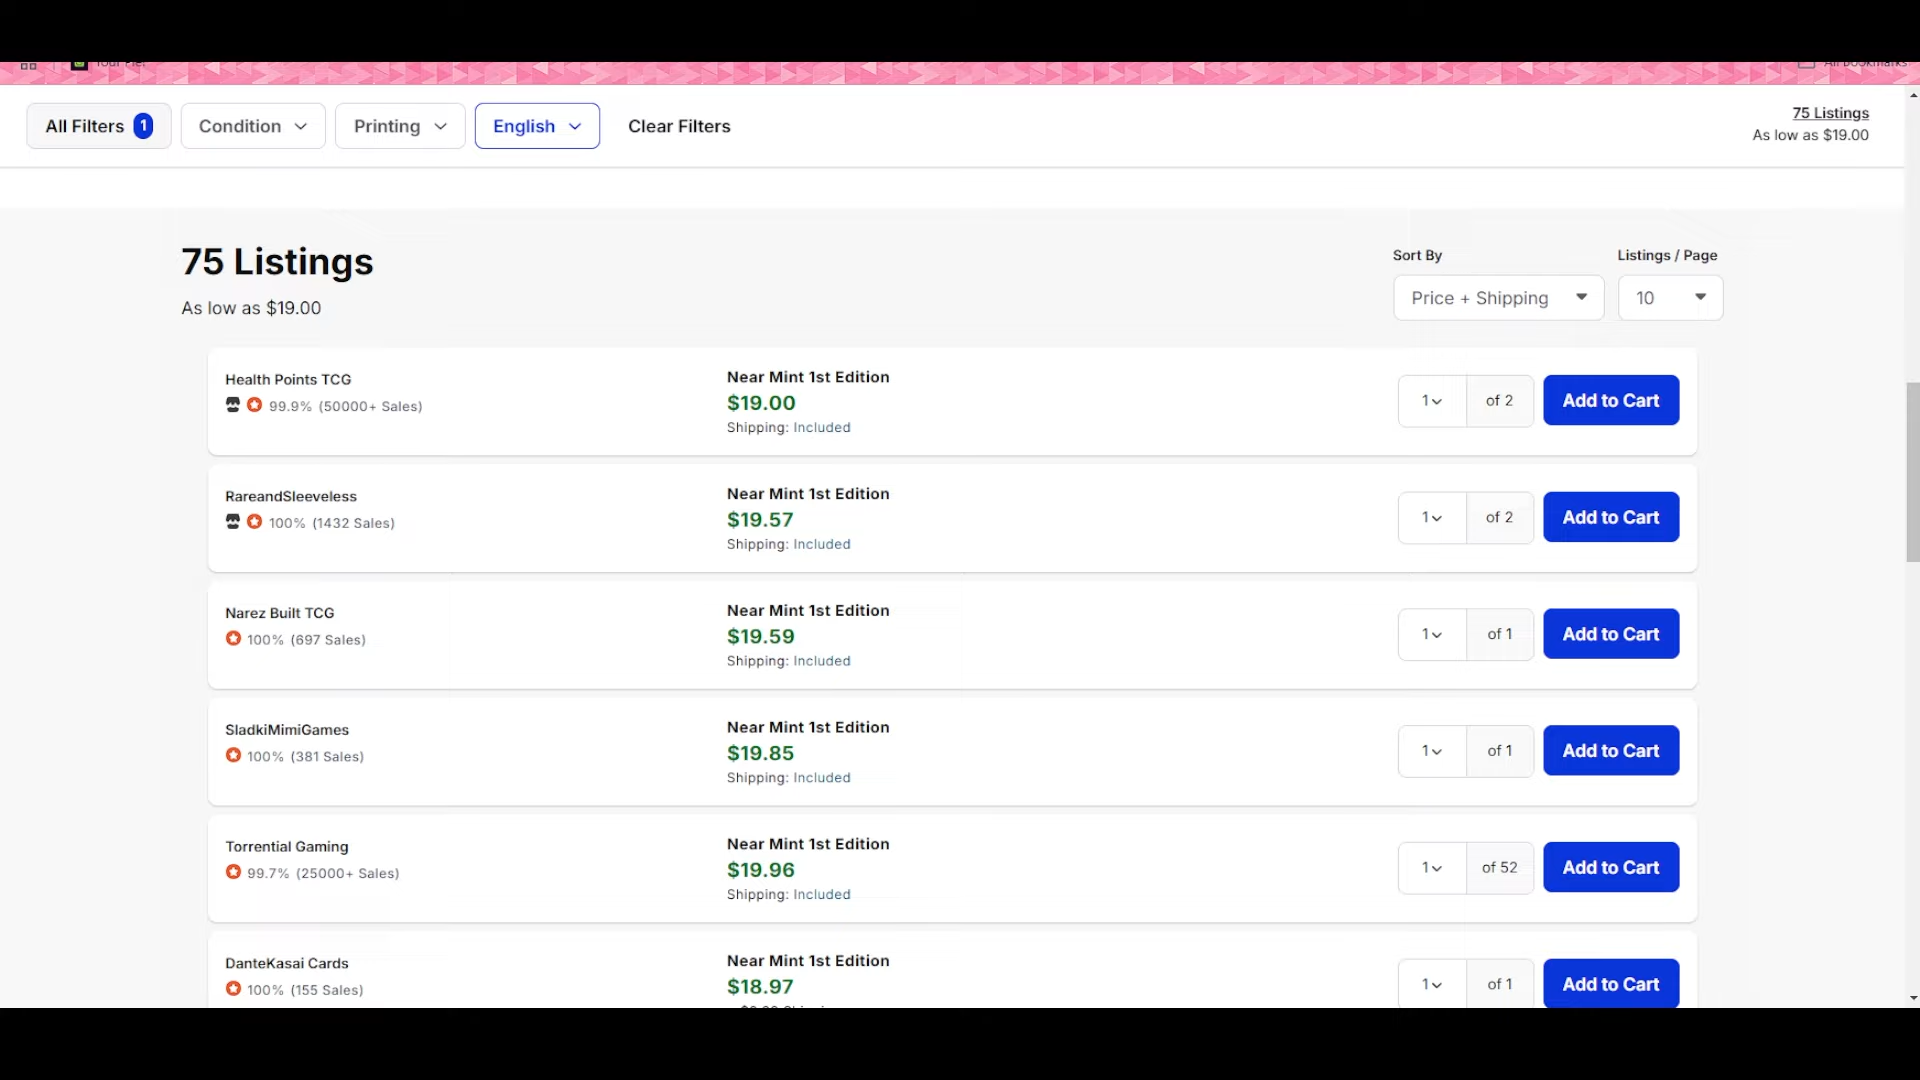 All Filters 1
Condition
Printing
English
Clear Filters
75 Listings
As low as $19.00
75 Listings
As low as $19.00
Sort By
Listings / Page
Price + Shipping
10
Health Points TCG
99.9% (50000+ Sales)
Near Mint 1st Edition
$19.00
Shipping: Included
1
of 2
Add to Cart
RareandSleeveless
100% (1432 Sales)
Near Mint 1st Edition
$19.57
Shipping: Included
1
of 2
Add to Cart
Narez Built TCG
100% (697 Sales)
Near Mint 1st Edition
$19.59
Shipping: Included
1
of 1
Add to Cart
SladkiMimiGames
100% (381 Sales)
Near Mint 1st Edition
$19.85
Shipping: Included
1
of 1
Add to Cart
Torrential Gaming
99.7% (25000+ Sales)
Near Mint 1st Edition
$19.96
Shipping: Included
1
of 52
Add to Cart
DanteKasai Cards
100% (155 Sales)
Near Mint 1st Edition
$18.97
1
of 1
Add to Cart